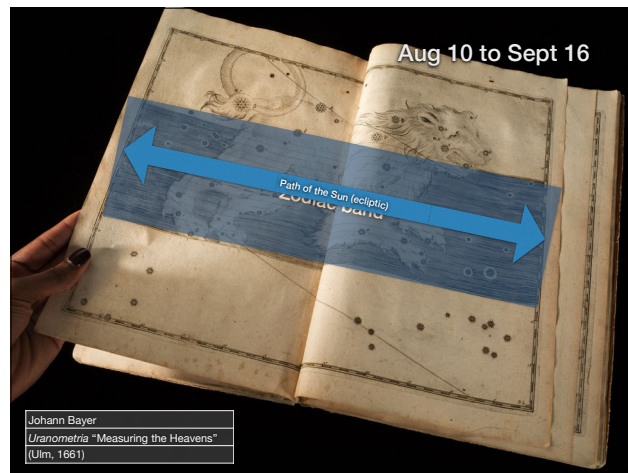 Aug 10 to Sept 16
Path of the Sun (ecliptic)
Zodiac band
Johann Bayer
Uranometria “Measuring the Heavens”
(Ulm, 1661)